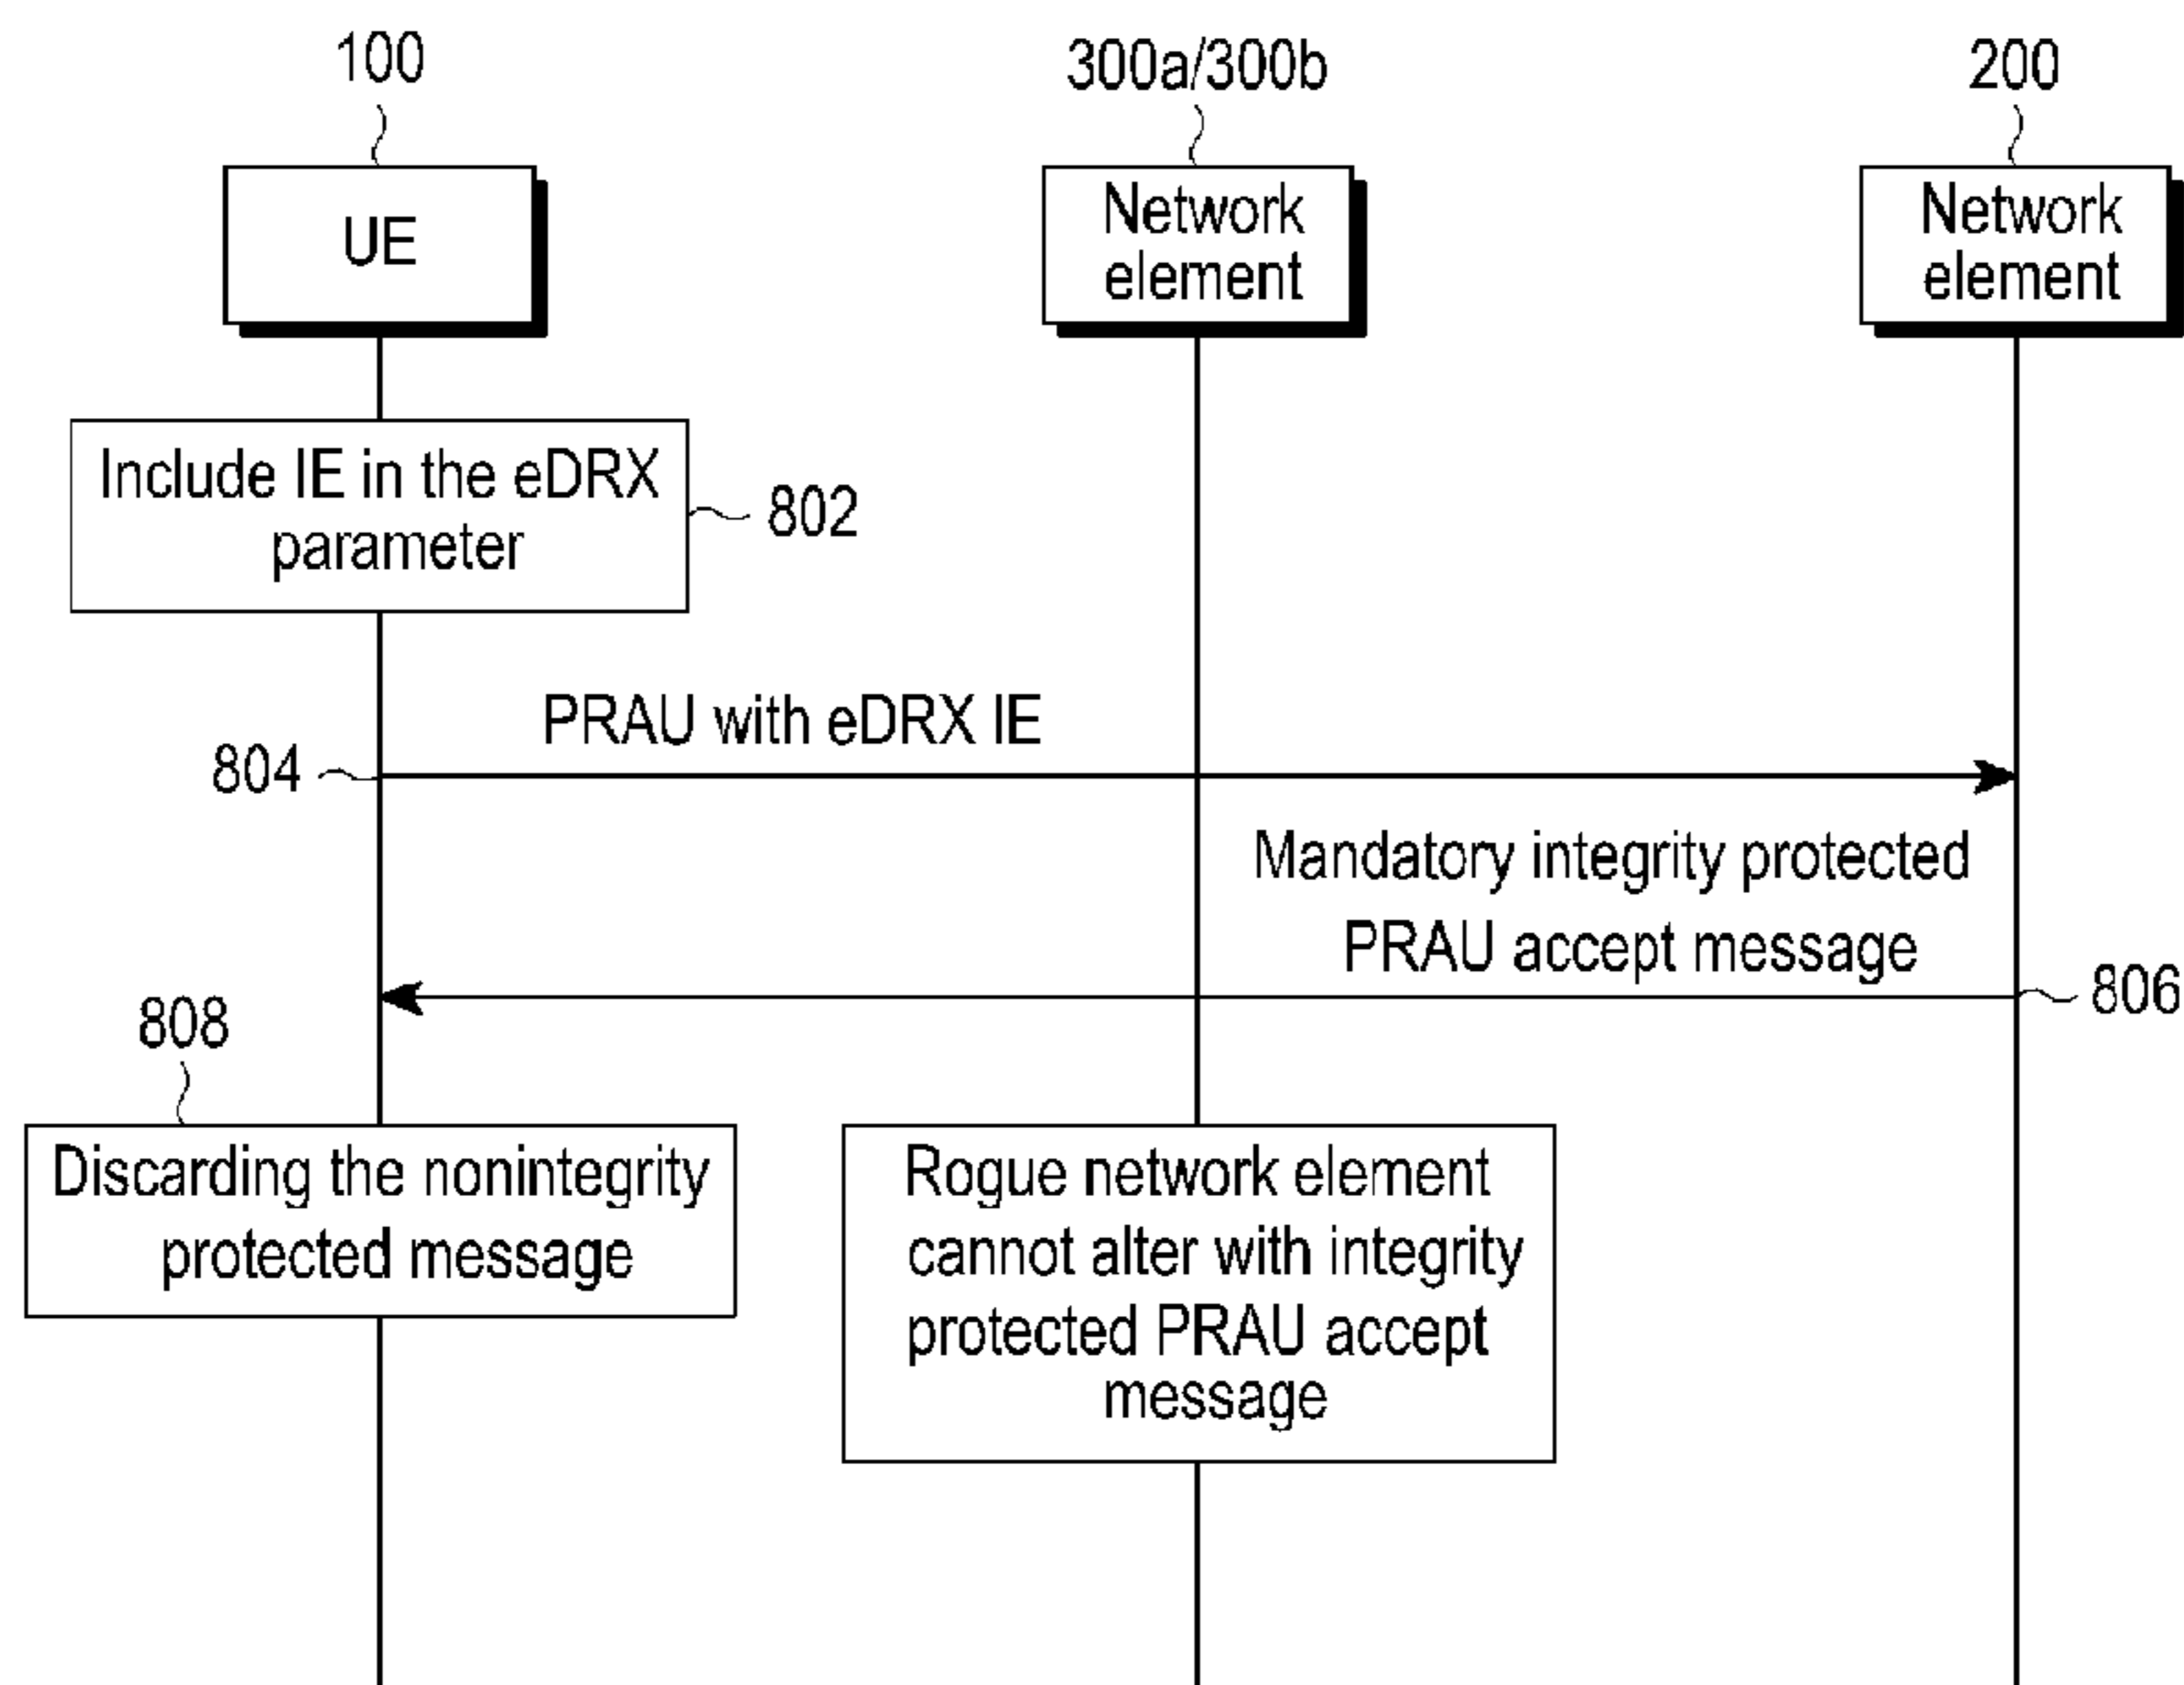 100
300a/300b
200
UE
Network
element
Network
element
Include IE in the eDRX
parameter
802
PRAU with eDRX IE
804
Mandatory integrity protected
PRAU accept message
806
808
Discarding the nonintegrity
protected message
Rogue network element
cannot alter with integrity
protected PRAU accept
message